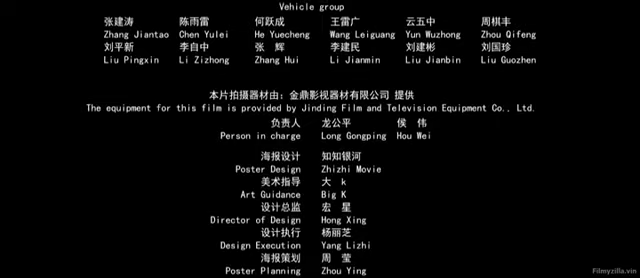 Vehicle group
张建涛 陈雨雷 何跃成 王雷广 云五中 周棋丰
Zhang Jiantao Chen Yulei He Yuecheng Wang Leiguang Yun Wuzhong Zhou Qifeng
刘平新 李自中 张 辉 李建民 刘建彬 刘国珍
Liu Pingxin Li Zizhong Zhang Hui Li Jianmin Liu Jianbin Liu Guozhen
本片拍摄器材由：金鼎影视器材有限公司 提供
The equipment for this film is provided by Jinding Film and Television Equipment Co., Ltd.
负责人 龙公平 侯 伟
Person in charge Long Gongping Hou Wei
海报设计 知知银河
Poster Design Zhizhi Movie
美术指导 大 k
Art Guidance Big K
设计总监 宏 星
Director of Design Hong Xing
设计执行 杨丽芝
Design Execution Yang Lizhi
海报策划 周 莹
Poster Planning Zhou Ying
Filmyzilla.vin